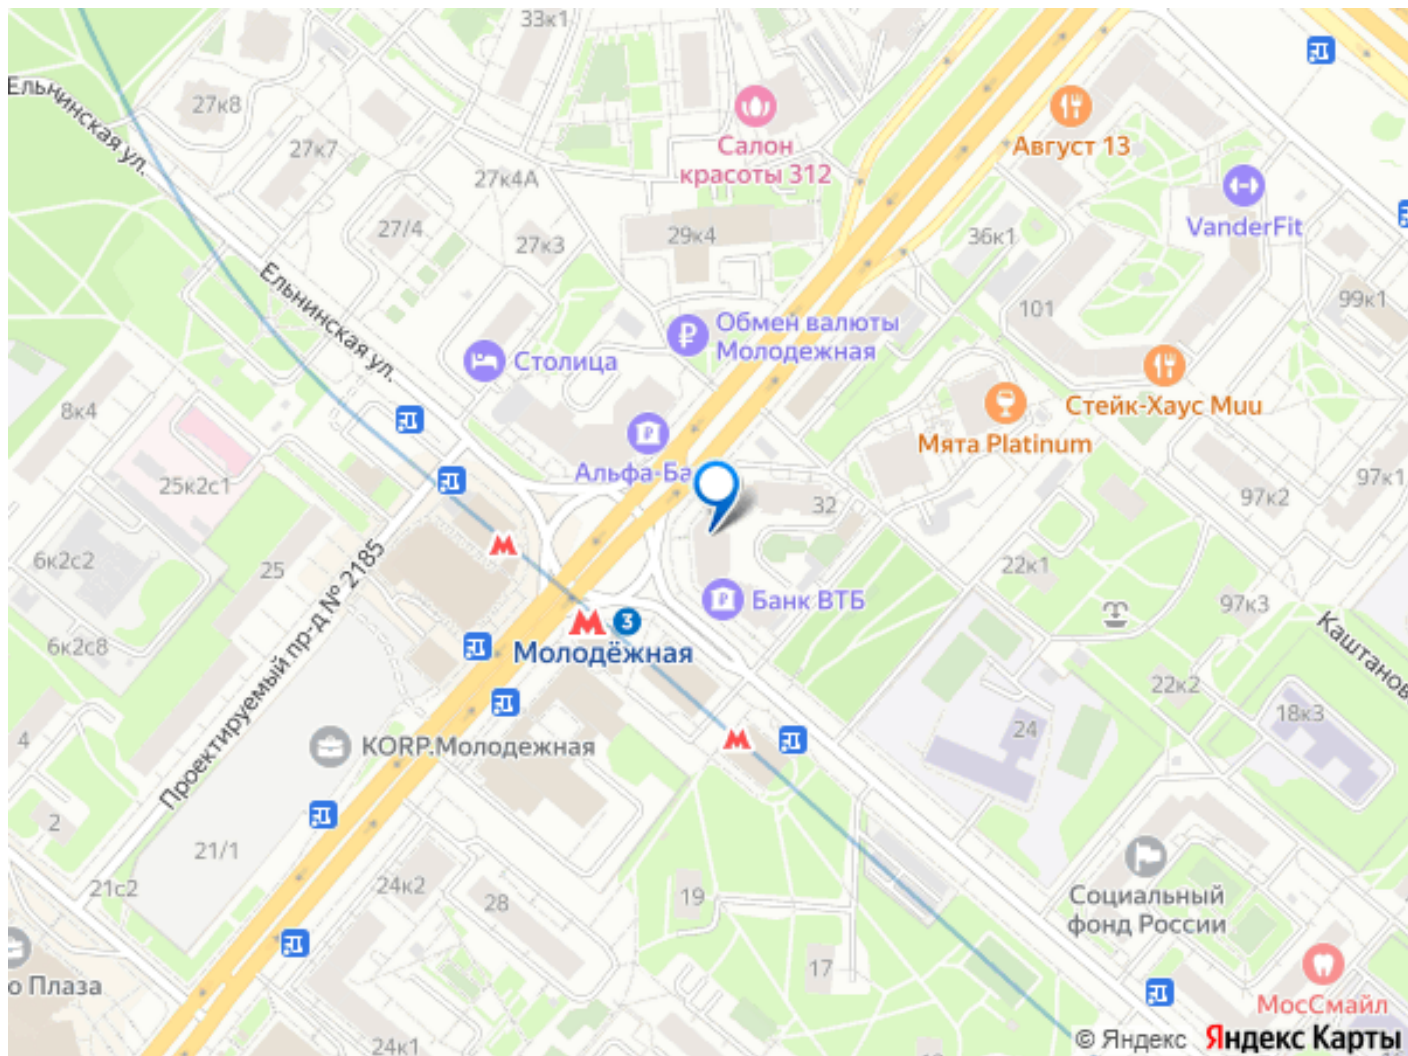 33к1
Ельнинская ул.
27к8
27к7
Салон
красоты 312
Август 13
27к4А
VanderFit
27/4
27к3
29к4
36к1
Ельнинская ул.
99к1
101
Обмен валюты
Молодежная
Столица
8к4
Стейк-Хаус Muu
Мята Platinum
Альфа-Ба
25к2с1
97к1
97к2
32
6к2с2
25
22к1
Проектируемый пр-д № 2185
Банк ВТБ
97к3
3
Молодёжная
6к2с8
Каштанов
22к2
18к3
24
4
KORP.Молодежная
2
21/1
21с2
24к2
28
19
Социальный
фонд России
17
о Плаза
МосСмайл
24к1
© Яндекс
Яндекс Карты